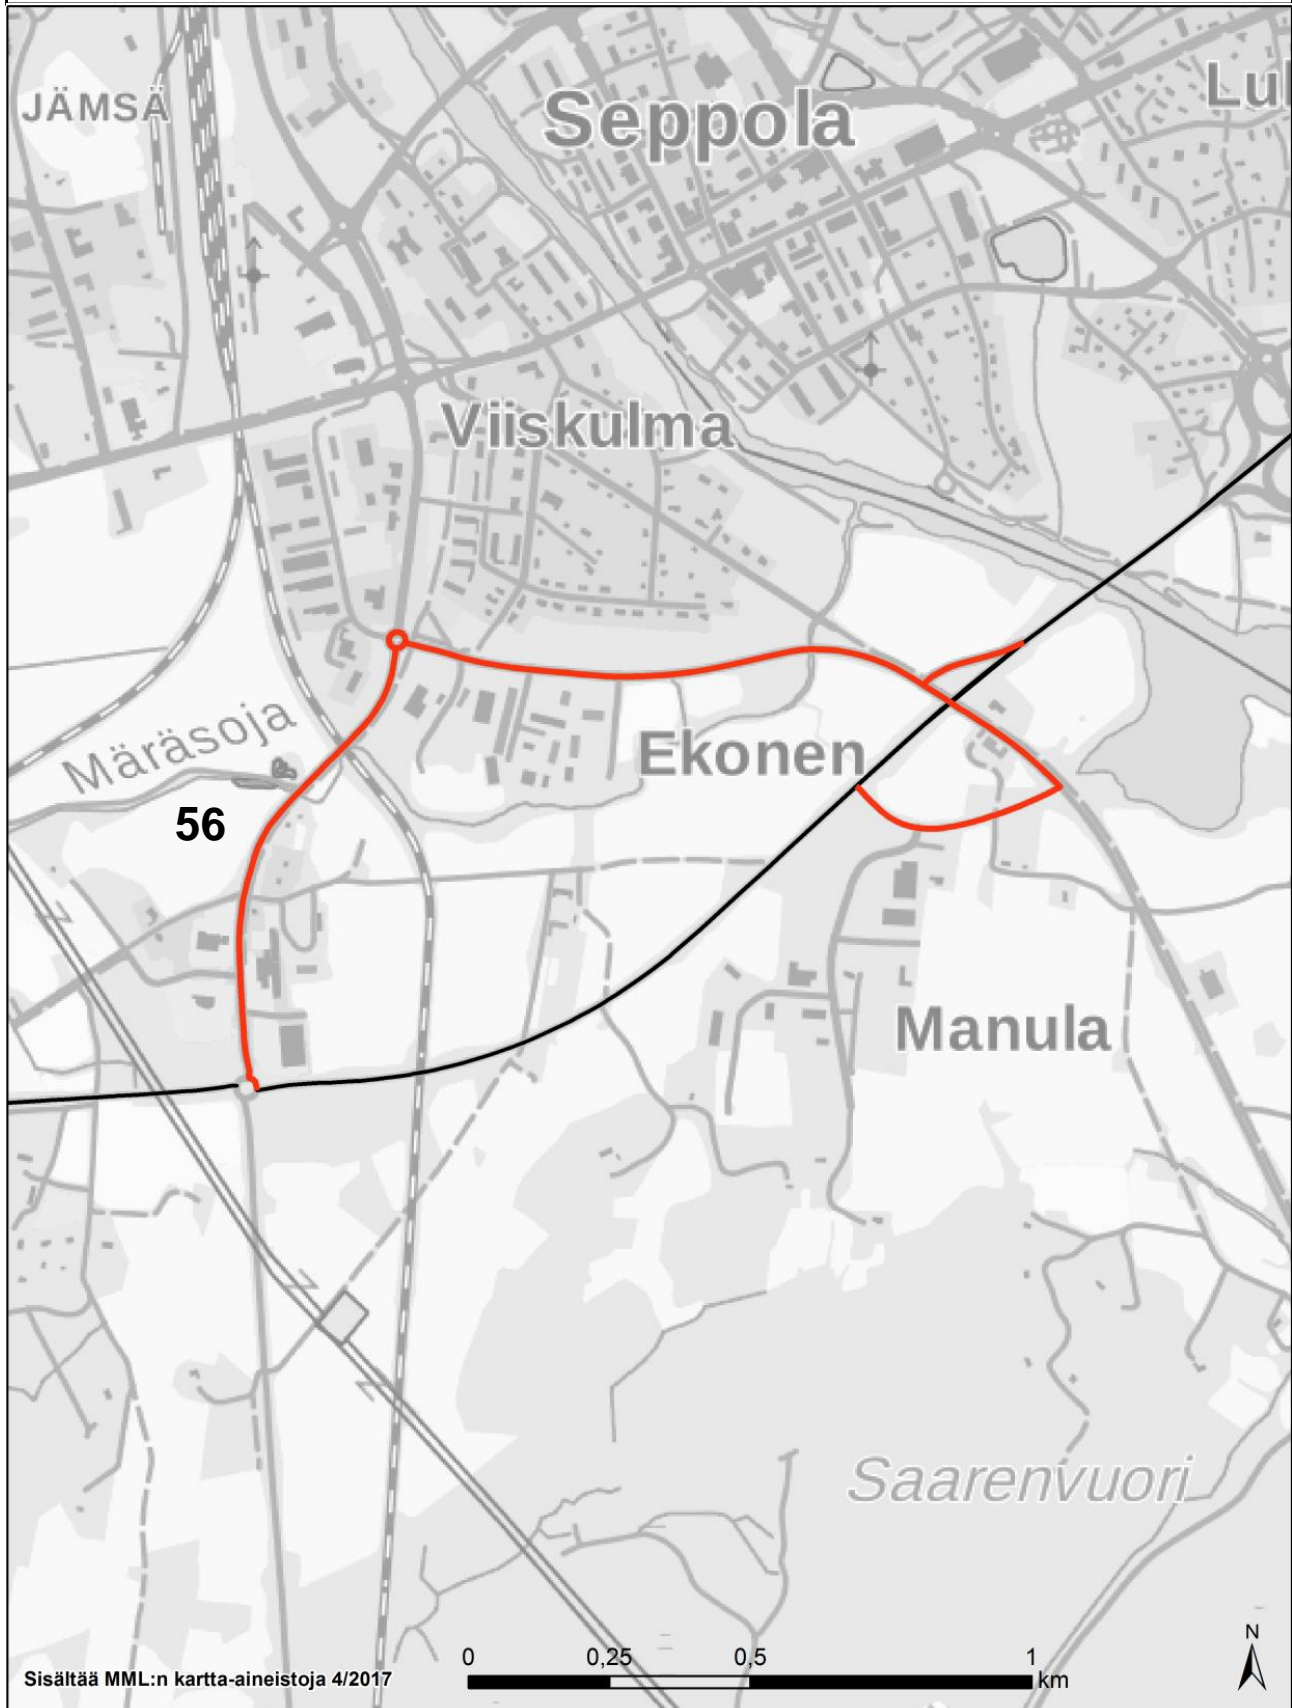 JÄMSÄ
Seppola
Viiskulma
Märäsoja
Ekonen
56
Manula
Saarenvuori
N
0 0,25 0,5 1
km
Sisältää MML:n kartta-aineistoja 4/2017